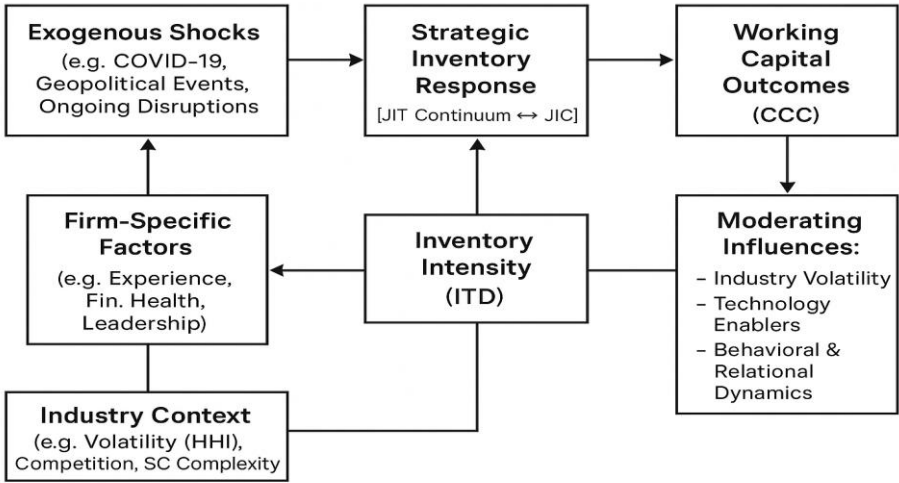 Exogenous Shocks
(e.g. COVID-19,
Geopolitical Events,
Ongoing Disruptions
Strategic
Inventory
Response
[JIT Continuum ↔ JIC]
Working
Capital
Outcomes
(CCC)
Firm-Specific
Factors
(e.g. Experience,
Fin. Health,
Leadership)
Inventory
Intensity
(ITD)
Moderating
Influences:
– Industry Volatility
– Technology
Enablers
– Behavioral &
Relational
Dynamics
Industry Context
(e.g. Volatility (HHI),
Competition, SC Complexity